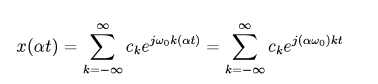 x(αt) = ∑_{k=−∞}^{∞} c_k e^{jω_0 k(αt)} = ∑_{k=−∞}^{∞} c_k e^{j(αω_0)kt}